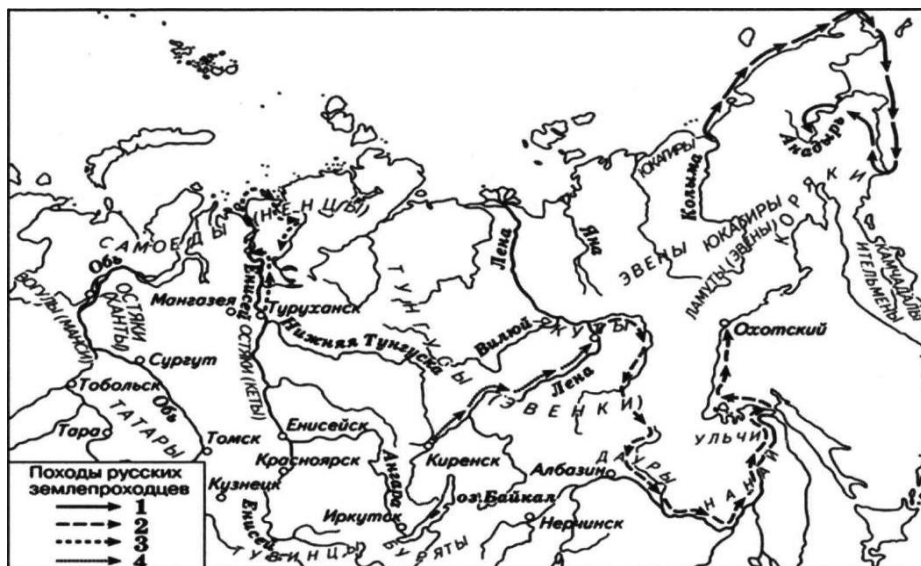 САМОЕДЫ
(НЕНЦЫ)
ЮКАГИРЫ
Колыма
Анадырь
КОРЯКИ
ЭВЕНЫ ЮКАГИРЫ
ЛАМУТЫ (ЭВЕНЫ)
КАМЧАДАЛЫ
ИТЕЛЬМЕНЫ
Обь
ВОГУЛЫ (МАНСИ)
ОСТЯКИ
(ХАНТЫ)
Мангазея
Енисей
Туруханск
ОСТЯКИ (КЕТЫ)
Нижняя Тунгуска
ТУНГУСЫ
(ЭВЕНКИ)
Лена
Яна
Вилюй
Лена
Охотский
Сургут
Тобольск
Обь
ТАТАРЫ
Тара
Томск
Енисейск
Красноярск
Ангара
Киренск
Албазин
ДАУРЫ
УЛЬЧИ
НАНАЙ
Кузнецк
Енисей
Иркутск
оз.Байкал
Нерчинск
ТУВИНЦЫ
БУРЯТЫ
Походы русских
землепроходцев
1
2
3
4